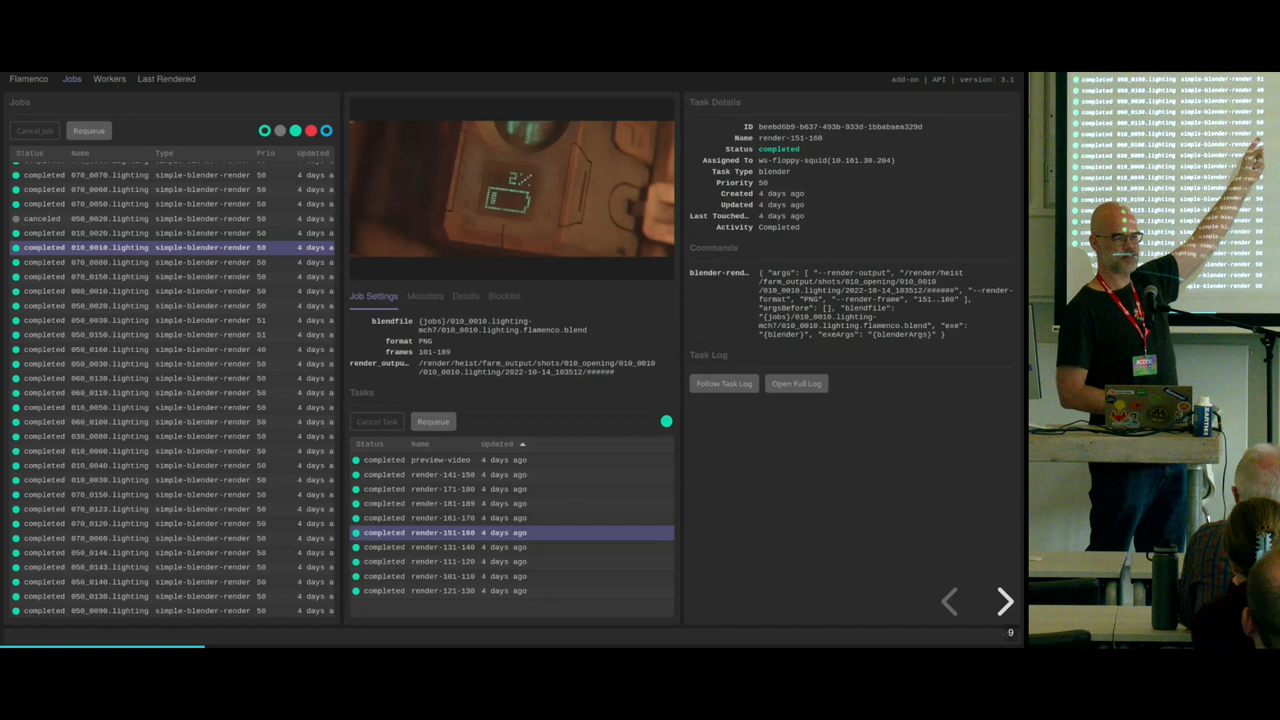 Flamenco Jobs Workers Last Rendered
add-on | API | version: 3.1
Jobs
Cancel Job Requeue
Status Name Type Prio Updated
completed 070_0070.lighting simple-blender-render 50 4 days a
completed 070_0060.lighting simple-blender-render 50 4 days a
completed 070_0050.lighting simple-blender-render 50 4 days a
canceled 050_0020.lighting simple-blender-render 50 4 days a
completed 010_0020.lighting simple-blender-render 50 4 days a
completed 010_0010.lighting simple-blender-render 50 4 days a
completed 070_0080.lighting simple-blender-render 50 4 days a
completed 070_0150.lighting simple-blender-render 50 4 days a
completed 080_0010.lighting simple-blender-render 50 4 days a
completed 050_0020.lighting simple-blender-render 50 4 days a
completed 050_0130.lighting simple-blender-render 51 4 days a
completed 050_0150.lighting simple-blender-render 51 4 days a
completed 050_0160.lighting simple-blender-render 40 4 days a
completed 050_0030.lighting simple-blender-render 50 4 days a
completed 060_0130.lighting simple-blender-render 50 4 days a
completed 060_0110.lighting simple-blender-render 50 4 days a
completed 010_0050.lighting simple-blender-render 50 4 days a
completed 060_0100.lighting simple-blender-render 50 4 days a
completed 030_0080.lighting simple-blender-render 50 4 days a
completed 010_0060.lighting simple-blender-render 50 4 days a
completed 010_0040.lighting simple-blender-render 50 4 days a
completed 010_0030.lighting simple-blender-render 50 4 days a
completed 070_0150.lighting simple-blender-render 50 4 days a
completed 070_0123.lighting simple-blender-render 50 4 days a
completed 070_0120.lighting simple-blender-render 50 4 days a
completed 070_0060.lighting simple-blender-render 50 4 days a
completed 050_0146.lighting simple-blender-render 50 4 days a
completed 050_0143.lighting simple-blender-render 50 4 days a
completed 050_0140.lighting simple-blender-render 50 4 days a
completed 050_0130.lighting simple-blender-render 50 4 days a
completed 050_0090.lighting simple-blender-render 50 4 days a
2%
Job Settings Metadata Details Blocklist
blendfile {jobs}/010_0010.lighting-
mch7/010_0010.lighting.flamenco.blend
format PNG
frames 101-189
render_outpu… /render/heist/farm_output/shots/010_opening/010_0010
/010_0010.lighting/2022-10-14_103512/######
Tasks
Cancel Task Requeue
Status Name Updated
completed preview-video 4 days ago
completed render-141-150 4 days ago
completed render-171-180 4 days ago
completed render-181-189 4 days ago
completed render-161-170 4 days ago
completed render-151-160 4 days ago
completed render-131-140 4 days ago
completed render-111-120 4 days ago
completed render-101-110 4 days ago
completed render-121-130 4 days ago
Task Details
ID beebd6b9-b637-493b-933d-1bbabaea329d
Name render-151-160
Status completed
Assigned To ws-floppy-squid(10.161.30.204)
Task Type blender
Priority 50
Created 4 days ago
Updated 4 days ago
Last Touched… 4 days ago
Activity Completed
Commands
blender-rend… { "args": [ "--render-output", "/render/heist
/farm_output/shots/010_opening/010_0010
/010_0010.lighting/2022-10-14_103512/######", "--render-
format", "PNG", "--render-frame", "151..160" ],
"argsBefore": [], "blendfile":
"{jobs}/010_0010.lighting-
mch7/010_0010.lighting.flamenco.blend", "exe":
"{blender}", "exeArgs": "{blenderArgs}" }
Task Log
Follow Task Log Open Full Log
9